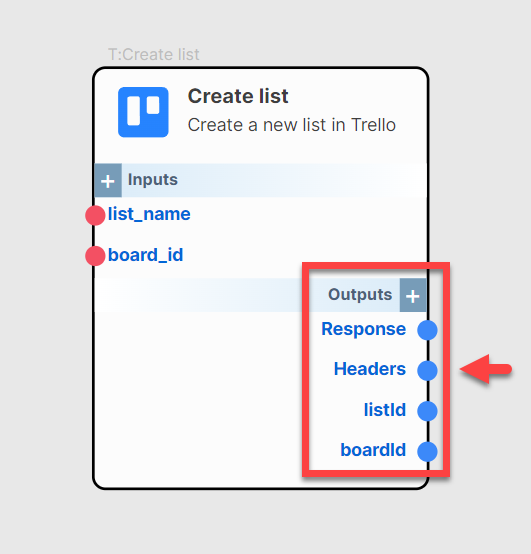 T:Create list
Create list
Create a new list in Trello
+ Inputs
list_name
board_id
Outputs +
Response
Headers
listId
boardId